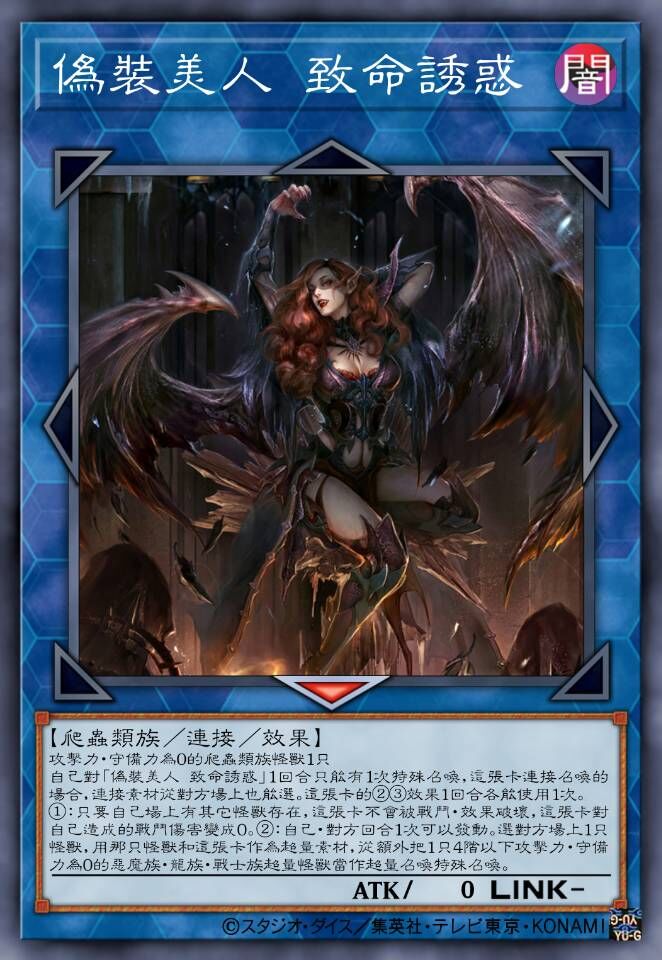 偽裝美人 致命誘惑
闇
【爬蟲類族／連接／效果】
攻擊力・守備力為0的爬蟲類族怪獸1只
自己對「偽裝美人 致命誘惑」1回合只能有1次特殊召喚，這張卡連接召喚的
場合，連接素材從對方場上也能選。這張卡的②③效果1回合各能使用1次。
①：只要自己場上有其它怪獸存在，這張卡不會被戰鬥・效果破壞，這張卡對
自己造成的戰鬥傷害變成0。②：自己・對方回合1次可以發動。選對方場上1只
怪獸，用那只怪獸和這張卡作為超量素材，從額外把1只4階以下攻擊力・守備
力為0的惡魔族・龍族・戰士族超量怪獸當作超量召喚特殊召喚。
ATK/ 0 LINK-
©スタジオ・ダイス／集英社・テレビ東京・KONAMI